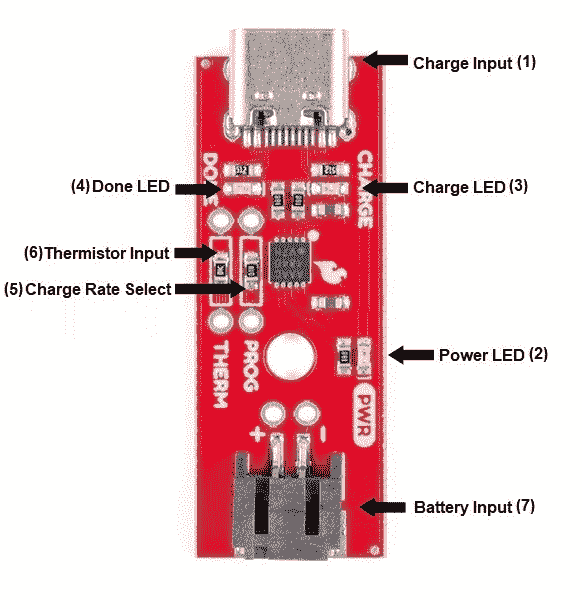 Charge Input (1)
(4) Done LED
Charge LED (3)
DONE
CHARGE
(6) Thermistor Input
(5) Charge Rate Select
THERM
PROG
Power LED (2)
PWR
+ -
Battery Input (7)